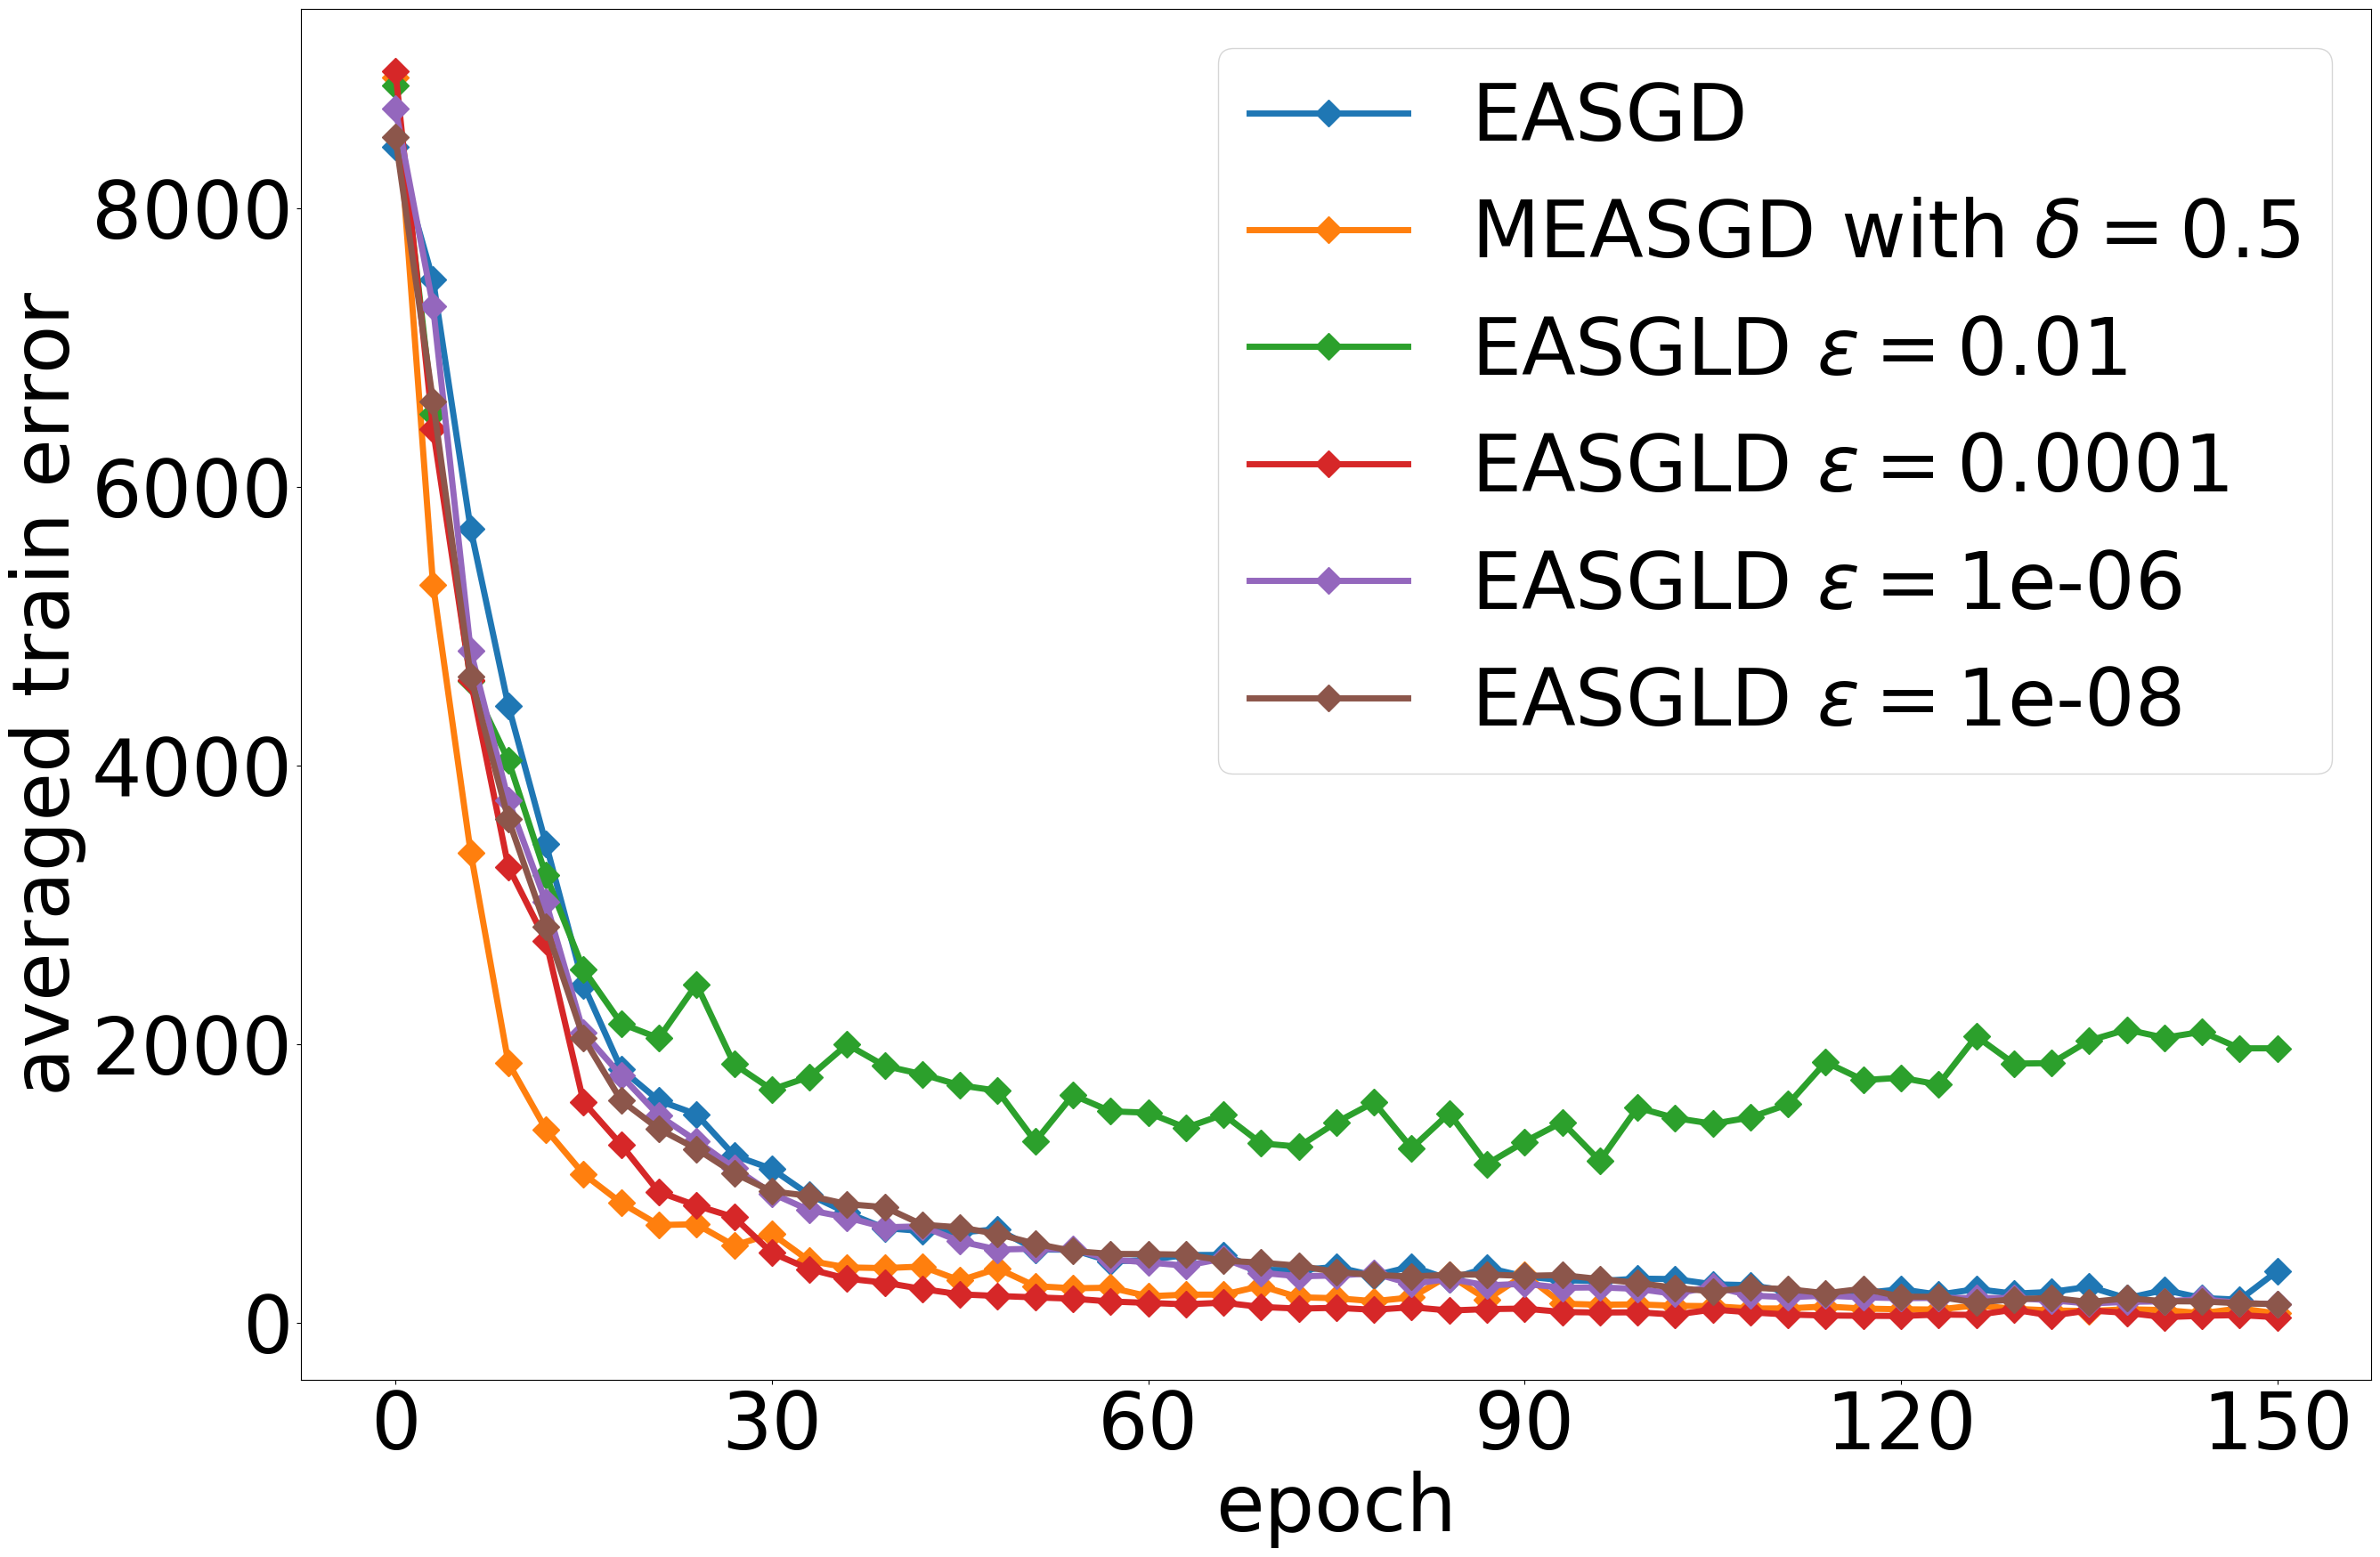 averaged train error
8000
6000
4000
2000
0
EASGD
MEASGD with δ = 0.5
EASGLD ε = 0.01
EASGLD ε = 0.0001
EASGLD ε = 1e-06
EASGLD ε = 1e-08
0 30 60 90 120 150
epoch